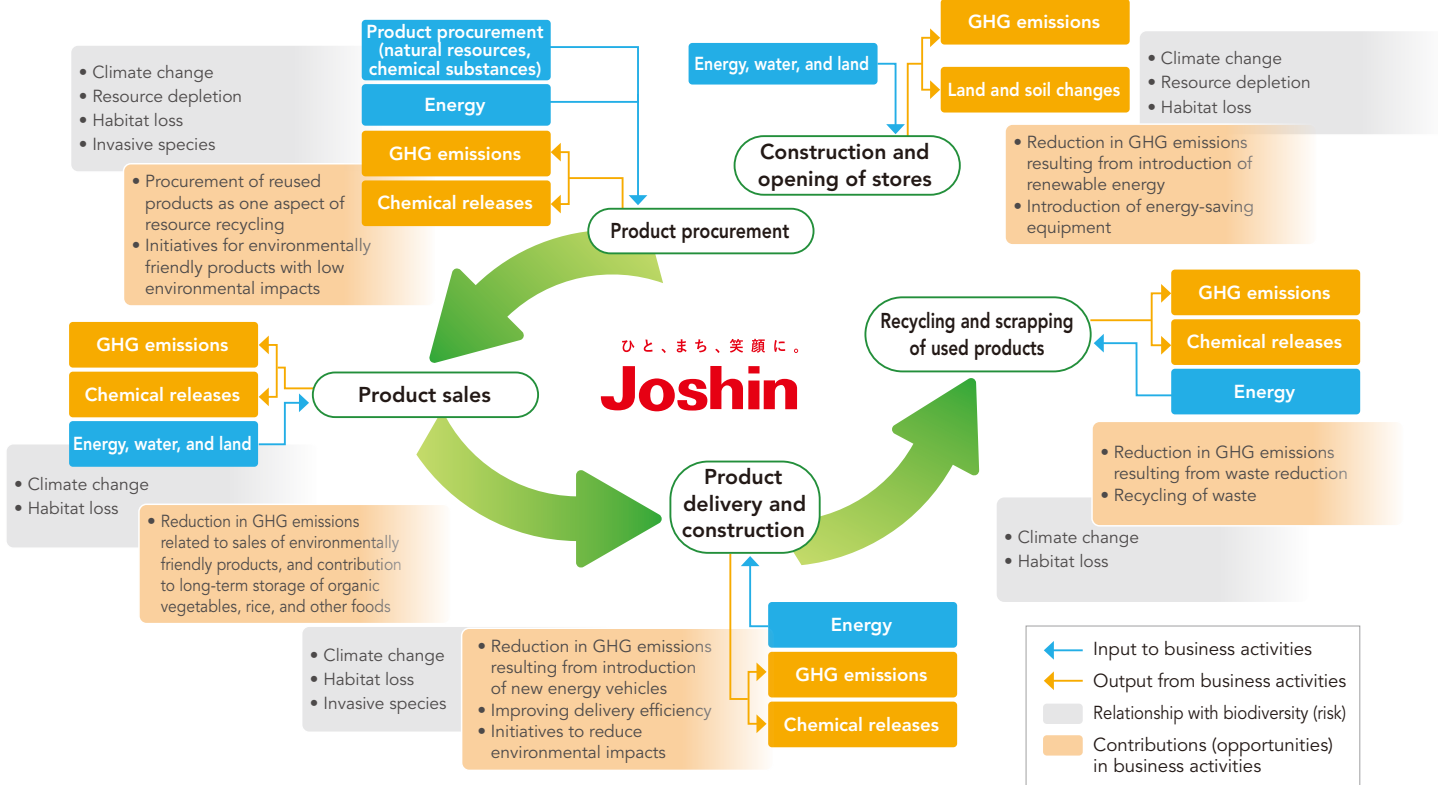 Product procurement
(natural resources,
chemical substances)
Energy
GHG emissions
Chemical releases
• Climate change
• Resource depletion
• Habitat loss
• Invasive species
• Procurement of reused
products as one aspect of
resource recycling
• Initiatives for environmentally
friendly products with low
environmental impacts
Product procurement
Energy, water, and land
GHG emissions
Land and soil changes
Construction and
opening of stores
• Climate change
• Resource depletion
• Habitat loss
• Reduction in GHG emissions
resulting from introduction of
renewable energy
• Introduction of energy-saving
equipment
GHG emissions
Chemical releases
Energy, water, and land
Product sales
• Climate change
• Habitat loss
• Reduction in GHG emissions
related to sales of environmentally
friendly products, and contribution
to long-term storage of organic
vegetables, rice, and other foods
ひと、まち、笑顔に。
Joshin
Recycling and scrapping
of used products
GHG emissions
Chemical releases
Energy
• Reduction in GHG emissions
resulting from waste reduction
• Recycling of waste
• Climate change
• Habitat loss
Product
delivery and
construction
Energy
GHG emissions
Chemical releases
• Climate change
• Habitat loss
• Invasive species
• Reduction in GHG emissions
resulting from introduction
of new energy vehicles
• Improving delivery efficiency
• Initiatives to reduce
environmental impacts
Input to business activities
Output from business activities
Relationship with biodiversity (risk)
Contributions (opportunities)
in business activities